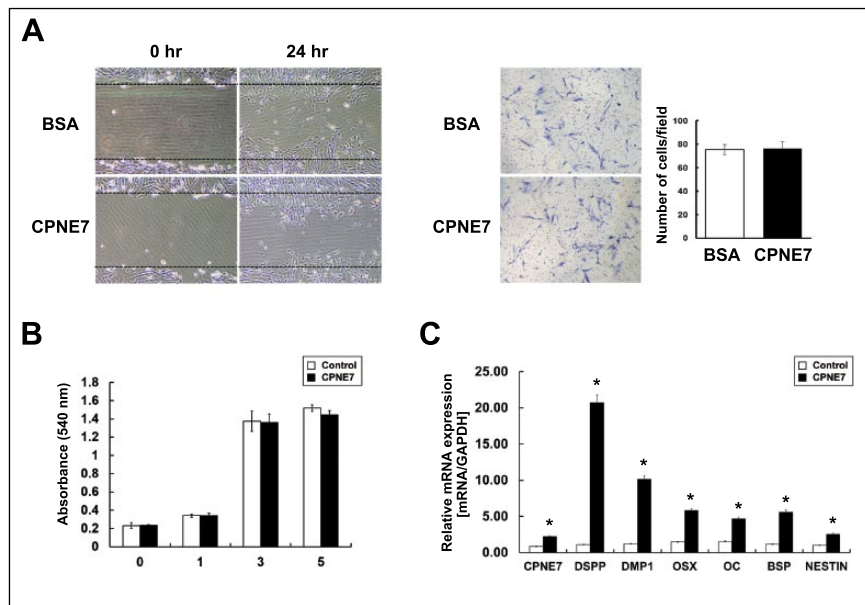 A
0 hr
24 hr
BSA
CPNE7
BSA
CPNE7
Number of cells/field
100
80
60
40
20
0
BSA
CPNE7
B
Control
CPNE7
Absorbance (540 nm)
1.8
1.6
1.4
1.2
1
0.8
0.6
0.4
0.2
0
0
1
3
5
C
Control
CPNE7
Relative mRNA expression
[mRNA/GAPDH]
25.00
20.00
15.00
10.00
5.00
0.00
*
*
*
*
*
*
*
CPNE7
DSPP
DMP1
OSX
OC
BSP
NESTIN